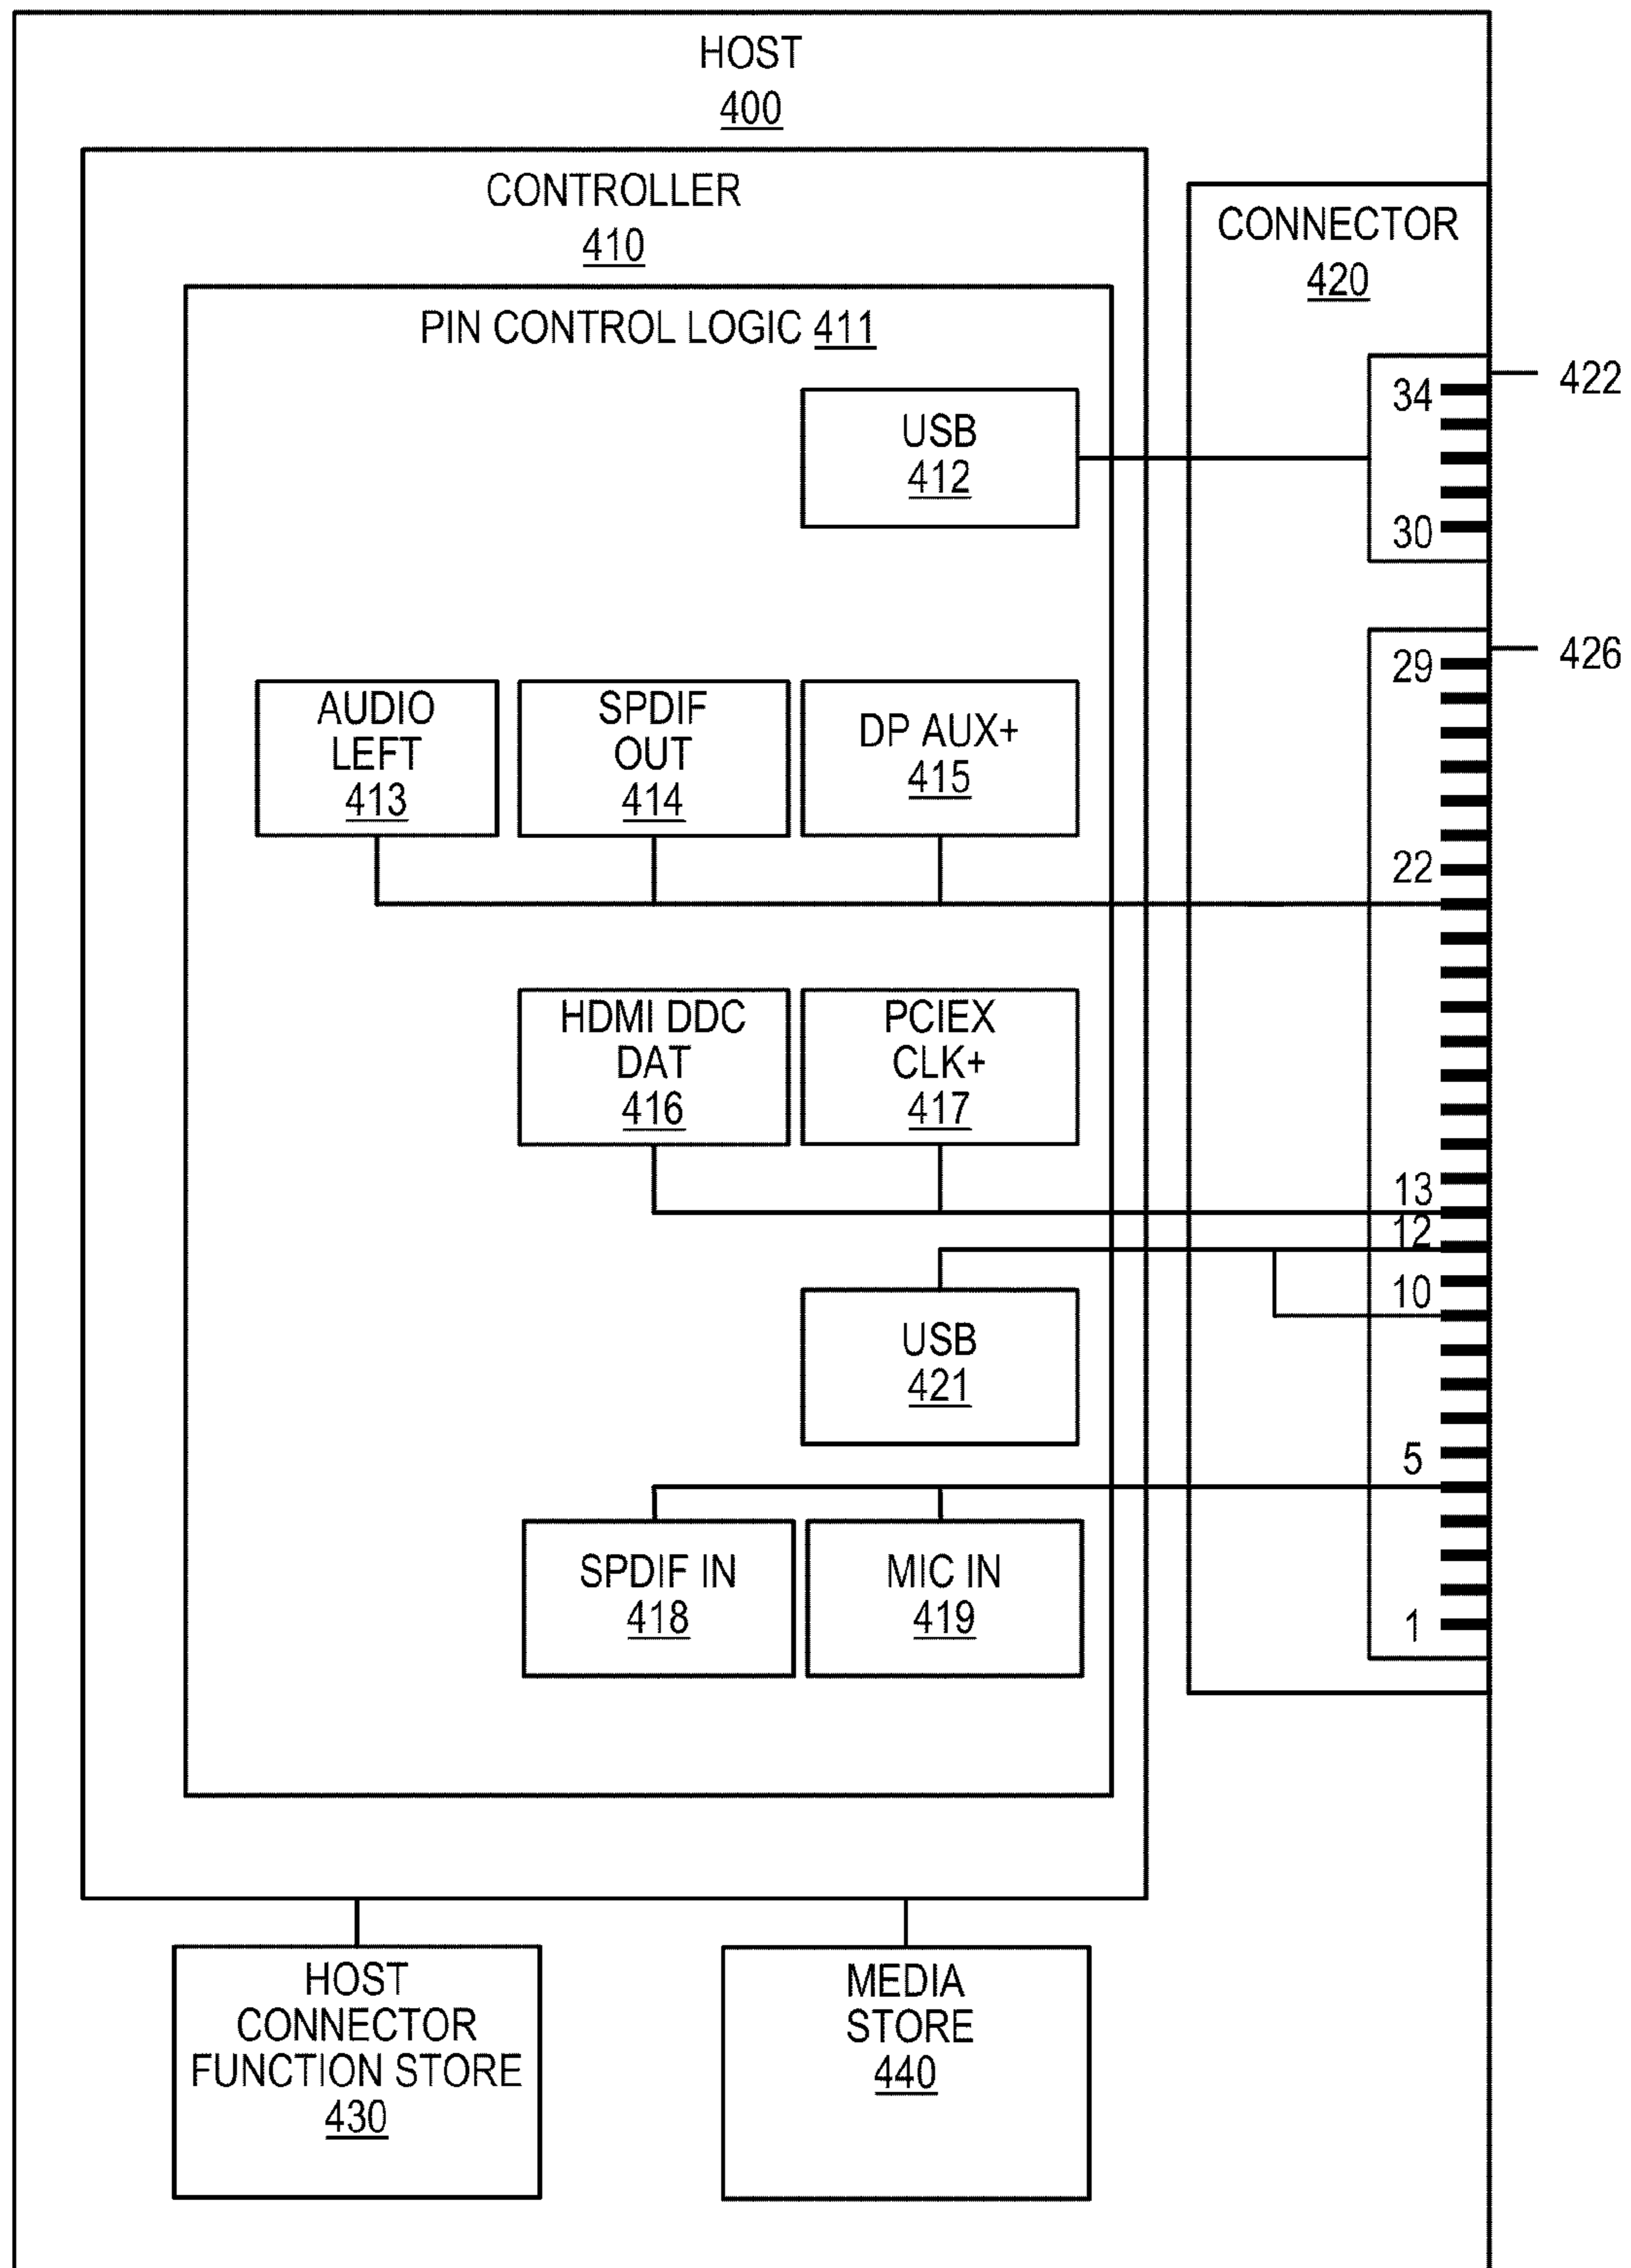 HOST
400
CONTROLLER
410
CONNECTOR
420
PIN CONTROL LOGIC 411
USB
412
34
30
422
426
29
AUDIO
LEFT
413
SPDIF
OUT
414
DP AUX+
415
22
HDMI DDC
DAT
416
PCIEX
CLK+
417
13
12
10
USB
421
5
SPDIF IN
418
MIC IN
419
1
HOST
CONNECTOR
FUNCTION STORE
430
MEDIA
STORE
440